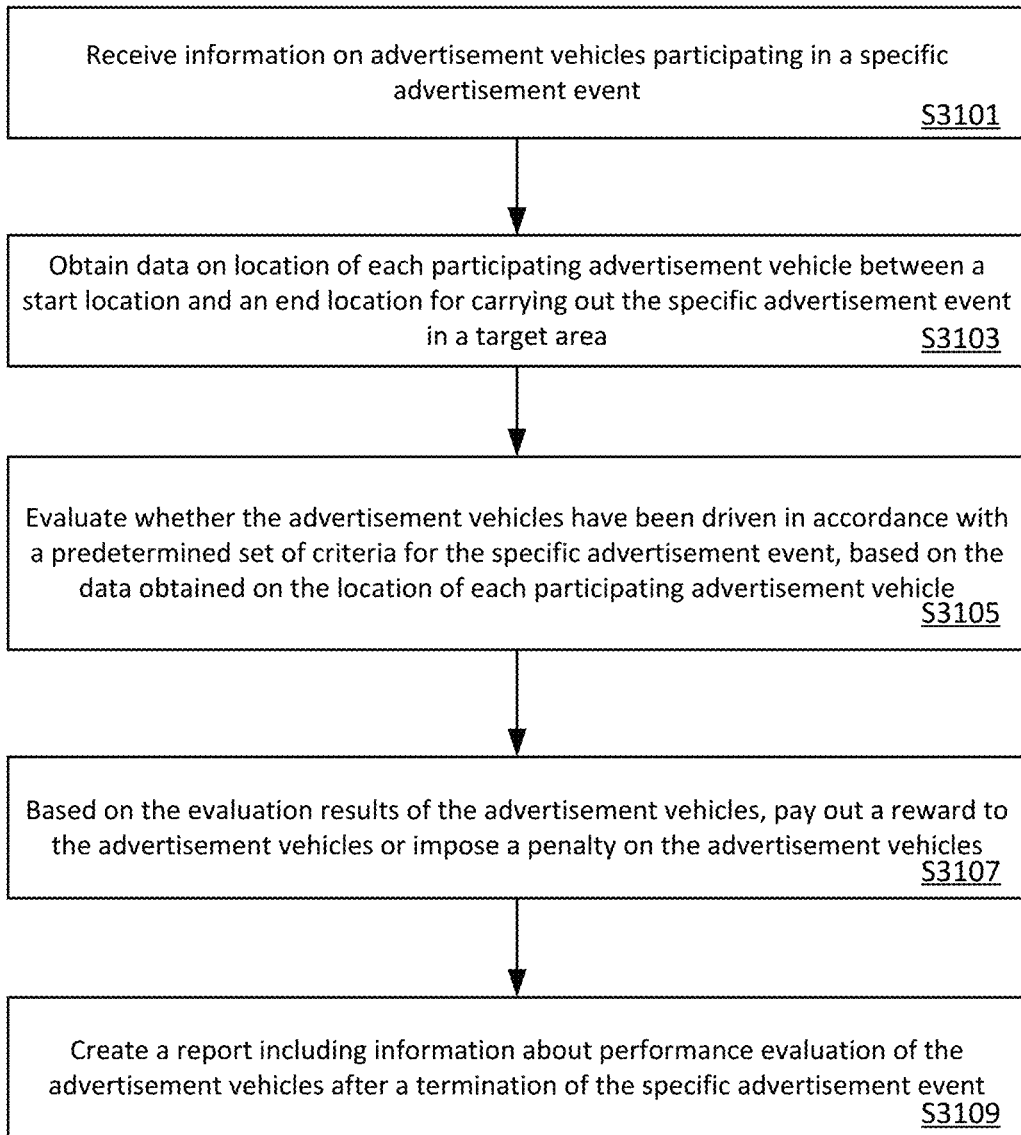 Receive information on advertisement vehicles participating in a specific
advertisement event
S3101
Obtain data on location of each participating advertisement vehicle between a
start location and an end location for carrying out the specific advertisement event
in a target area
S3103
Evaluate whether the advertisement vehicles have been driven in accordance with
a predetermined set of criteria for the specific advertisement event, based on the
data obtained on the location of each participating advertisement vehicle
S3105
Based on the evaluation results of the advertisement vehicles, pay out a reward to
the advertisement vehicles or impose a penalty on the advertisement vehicles
S3107
Create a report including information about performance evaluation of the
advertisement vehicles after a termination of the specific advertisement event
S3109